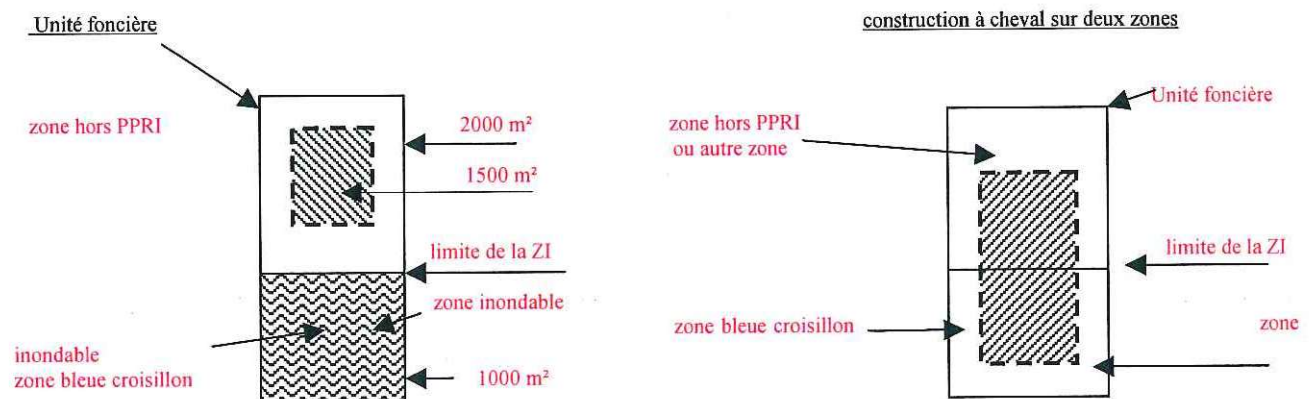 Unité foncière
zone hors PPRI
2000 m²
1500 m²
limite de la ZI
zone inondable
inondable
zone bleue croisillon
1000 m²
construction à cheval sur deux zones
Unité foncière
zone hors PPRI
ou autre zone
limite de la ZI
zone bleue croisillon
zone